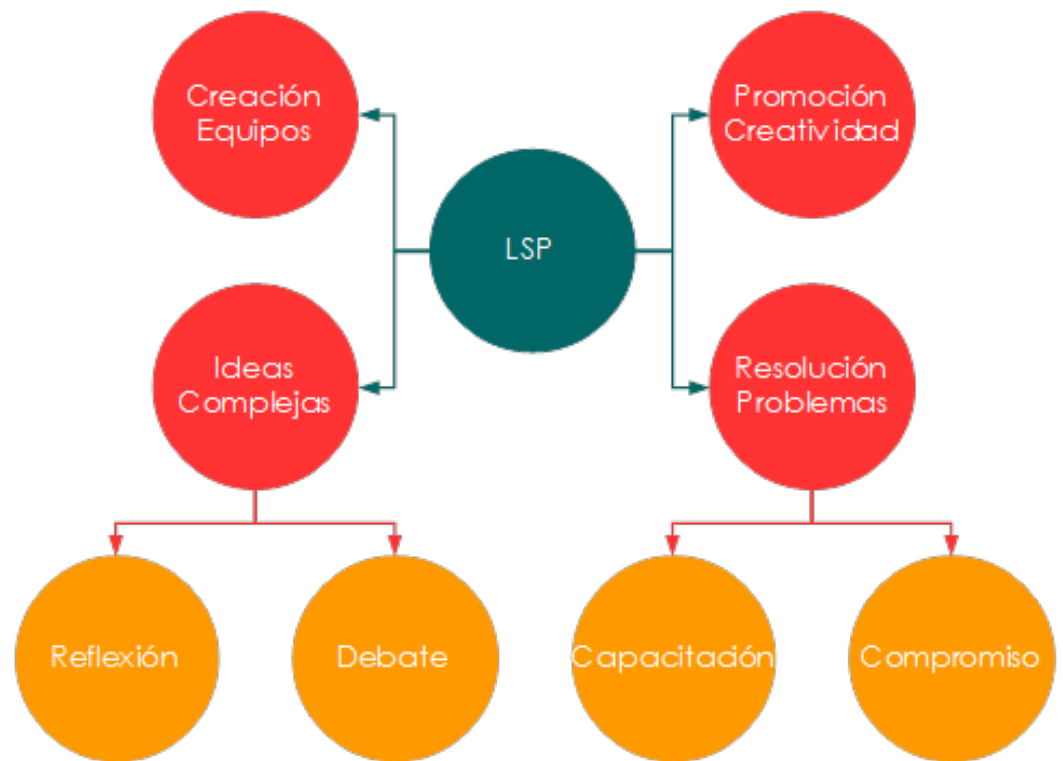 Creación
Equipos
Promoción
Creatividad
LSP
Ideas
Complejas
Resolución
Problemas
Reflexión
Debate
Capacitación
Compromiso